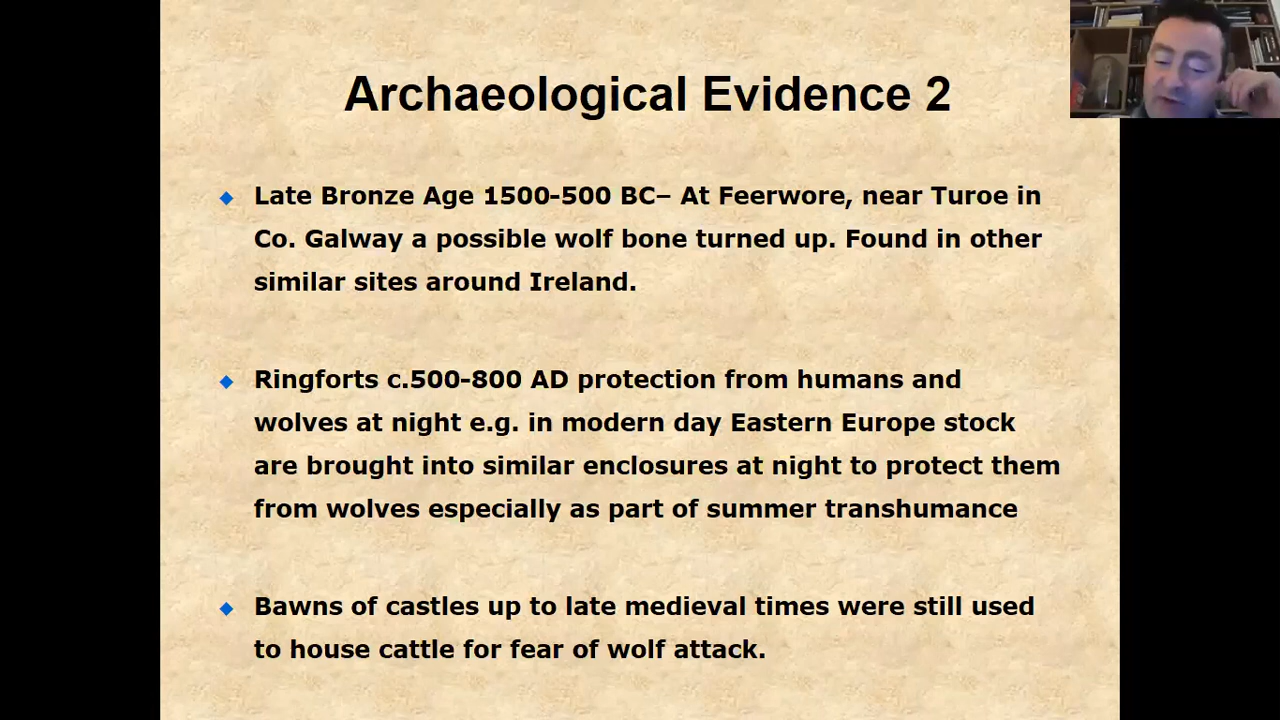 Archaeological Evidence 2
Late Bronze Age 1500-500 BC– At Feerwore, near Turoe in
Co. Galway a possible wolf bone turned up. Found in other
similar sites around Ireland.
Ringforts c.500-800 AD protection from humans and
wolves at night e.g. in modern day Eastern Europe stock
are brought into similar enclosures at night to protect them
from wolves especially as part of summer transhumance
Bawns of castles up to late medieval times were still used
to house cattle for fear of wolf attack.